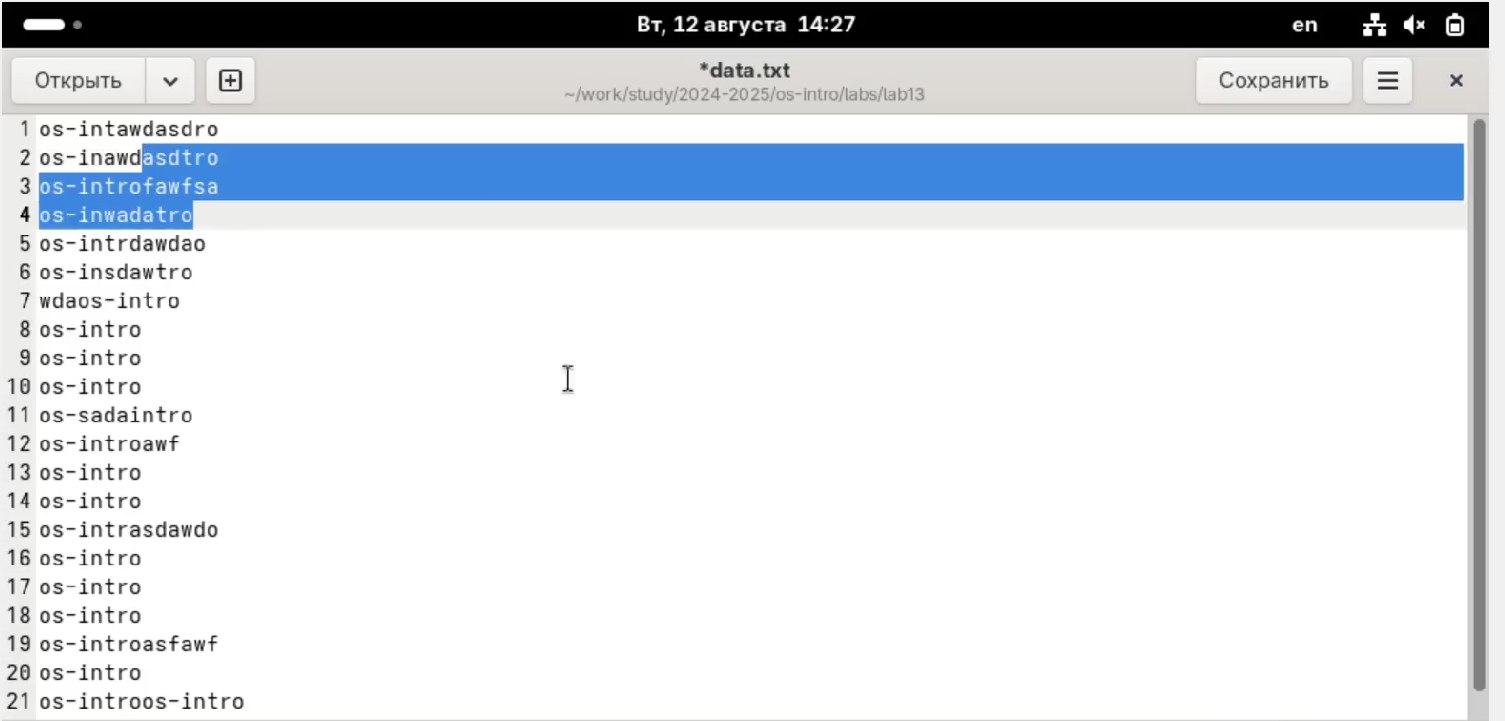 Вт, 12 августа 14:27
en
Открыть
*data.txt
~/work/study/2024-2025/os-intro/labs/lab13
Сохранить
1 os-intawdasdro
2 os-inawdasdtro
3 os-introfawfsa
4 os-inwadatro
5 os-intrdawdao
6 os-insdawtro
7 wdaos-intro
8 os-intro
9 os-intro
10 os-intro
11 os-sadaintro
12 os-introawf
13 os-intro
14 os-intro
15 os-intrasdawdo
16 os-intro
17 os-intro
18 os-intro
19 os-introasfawf
20 os-intro
21 os-introos-intro